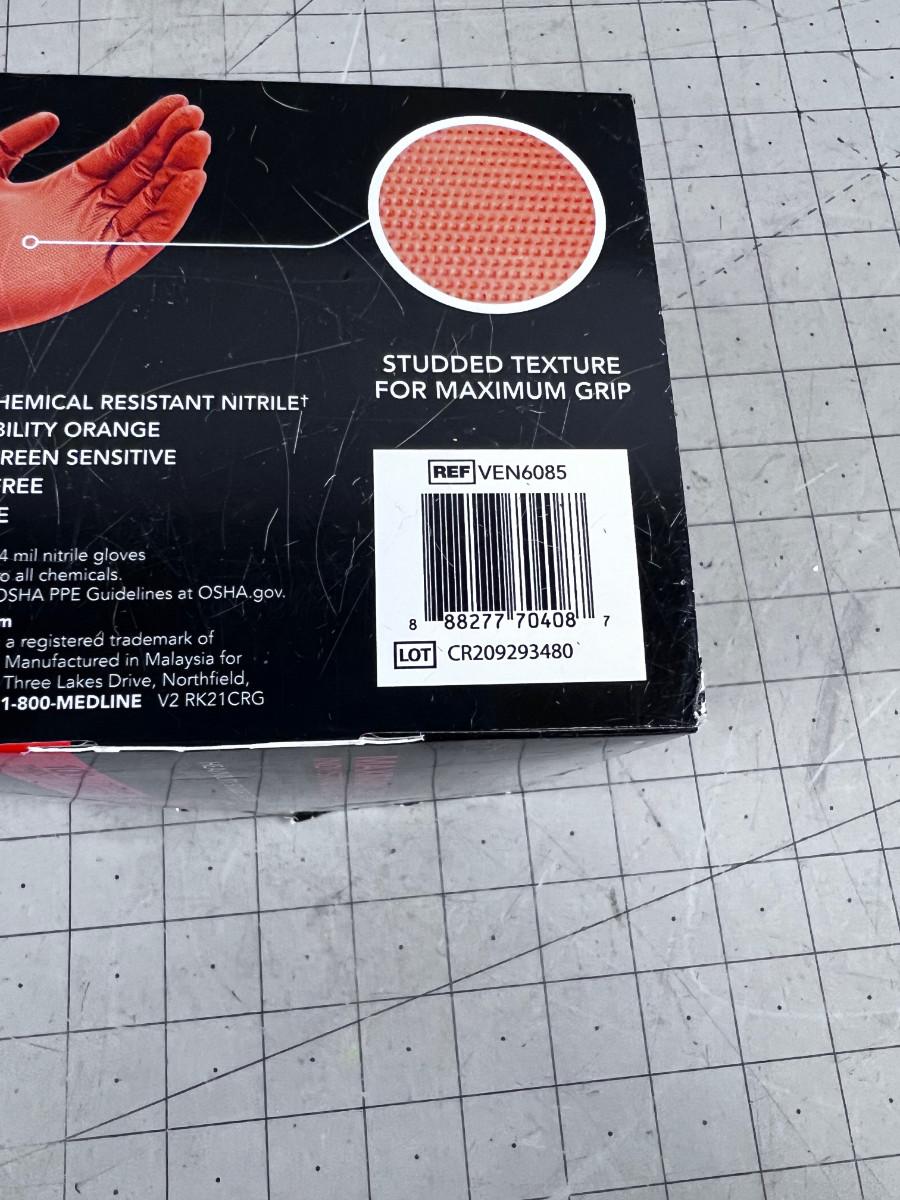 STUDDED TEXTURE
FOR MAXIMUM GRIP
HEMICAL RESISTANT NITRILE†
BILITY ORANGE
REEN SENSITIVE
FREE
E
4 mil nitrile gloves
o all chemicals.
OSHA PPE Guidelines at OSHA.gov.
m
a registered trademark of
Manufactured in Malaysia for
Three Lakes Drive, Northfield,
1-800-MEDLINE V2 RK21CRG
REF VEN6085
8 88277 70408 7
LOT CR209293480